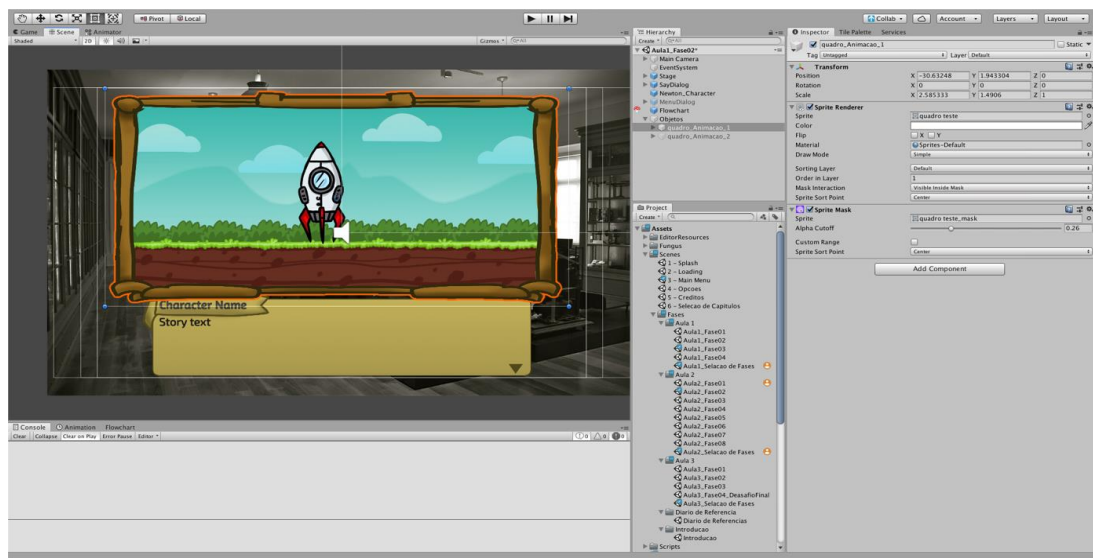 Pivot Local
Collab Account Layers Layout
Game Scene Animator
Shaded 2D Gizmos All
Character Name
Story text
Console Animation Flowchart
Clear Collapse Clear on Play Error Pause Editor 0 0 0
Hierarchy
Create All
Aula1_Fase02*
Main Camera
EventSystem
Stage
SayDialog
Newton_Character
MenuDialog
Flowchart
Objetos
quadro_Animacao_1
quadro_Animacao_2
Project
Create
Assets
EditorResources
Fungus
Scenes
1 - Splash
2 - Loading
3 - Main Menu
4 - Opcoes
5 - Creditos
6 - Selecao de Capitulos
Fases
Aula 1
Aula1_Fase01
Aula1_Fase02
Aula1_Fase03
Aula1_Fase04
Aula1_Selacao de Fases
Aula 2
Aula2_Fase01
Aula2_Fase02
Aula2_Fase03
Aula2_Fase04
Aula2_Fase05
Aula2_Fase06
Aula2_Fase07
Aula2_Fase08
Aula2_Selacao de Fases
Aula 3
Aula3_Fase01
Aula3_Fase02
Aula3_Fase03
Aula3_Fase04_DeasafioFinal
Aula3_Selacao de Fases
Diario de Referencia
Diario de Referencias
Introducao
Introducao
Scripts
Inspector Tile Palette Services
quadro_Animacao_1 Static
Tag Untagged Layer Default
Transform
Position X -30.63248 Y 1.943304 Z 0
Rotation X 0 Y 0 Z 0
Scale X 2.585333 Y 1.4906 Z 1
Sprite Renderer
Sprite quadro teste
Color
Flip X Y
Material Sprites-Default
Draw Mode Simple
Sorting Layer Default
Order in Layer 1
Mask Interaction Visible Inside Mask
Sprite Sort Point Center
Sprite Mask
Sprite quadro teste_mask
Alpha Cutoff 0.26
Custom Range
Sprite Sort Point Center
Add Component